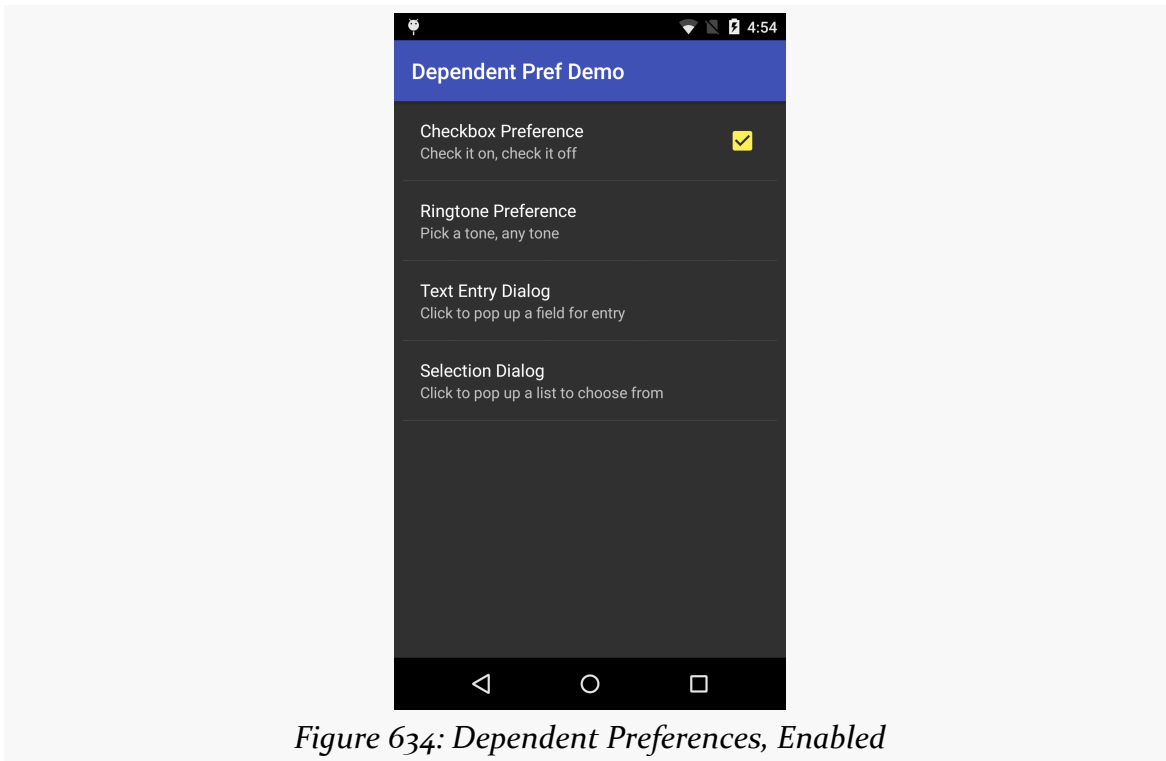 4:54
Dependent Pref Demo
Checkbox Preference
Check it on, check it off
Ringtone Preference
Pick a tone, any tone
Text Entry Dialog
Click to pop up a field for entry
Selection Dialog
Click to pop up a list to choose from
Figure 634: Dependent Preferences, Enabled